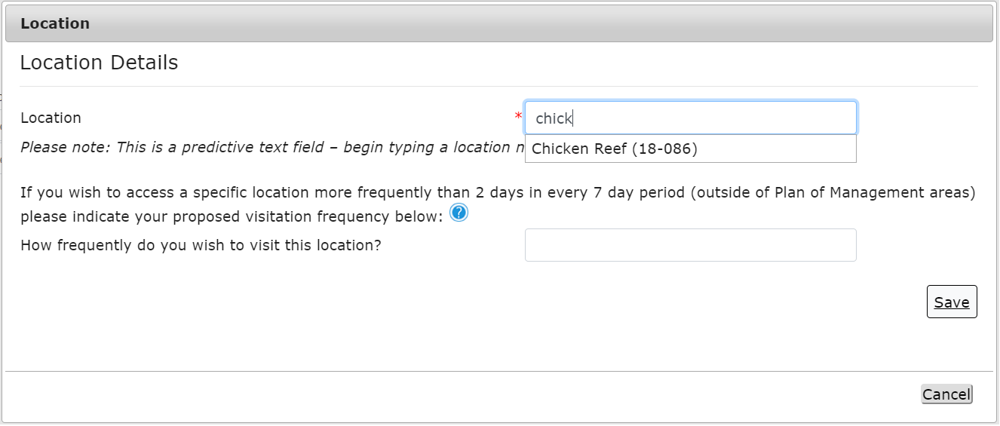 Location
Location Details
Location * chick
Please note: This is a predictive text field – begin typing a location n
Chicken Reef (18-086)
If you wish to access a specific location more frequently than 2 days in every 7 day period (outside of Plan of Management areas)
please indicate your proposed visitation frequency below: ?
How frequently do you wish to visit this location?
Save
Cancel